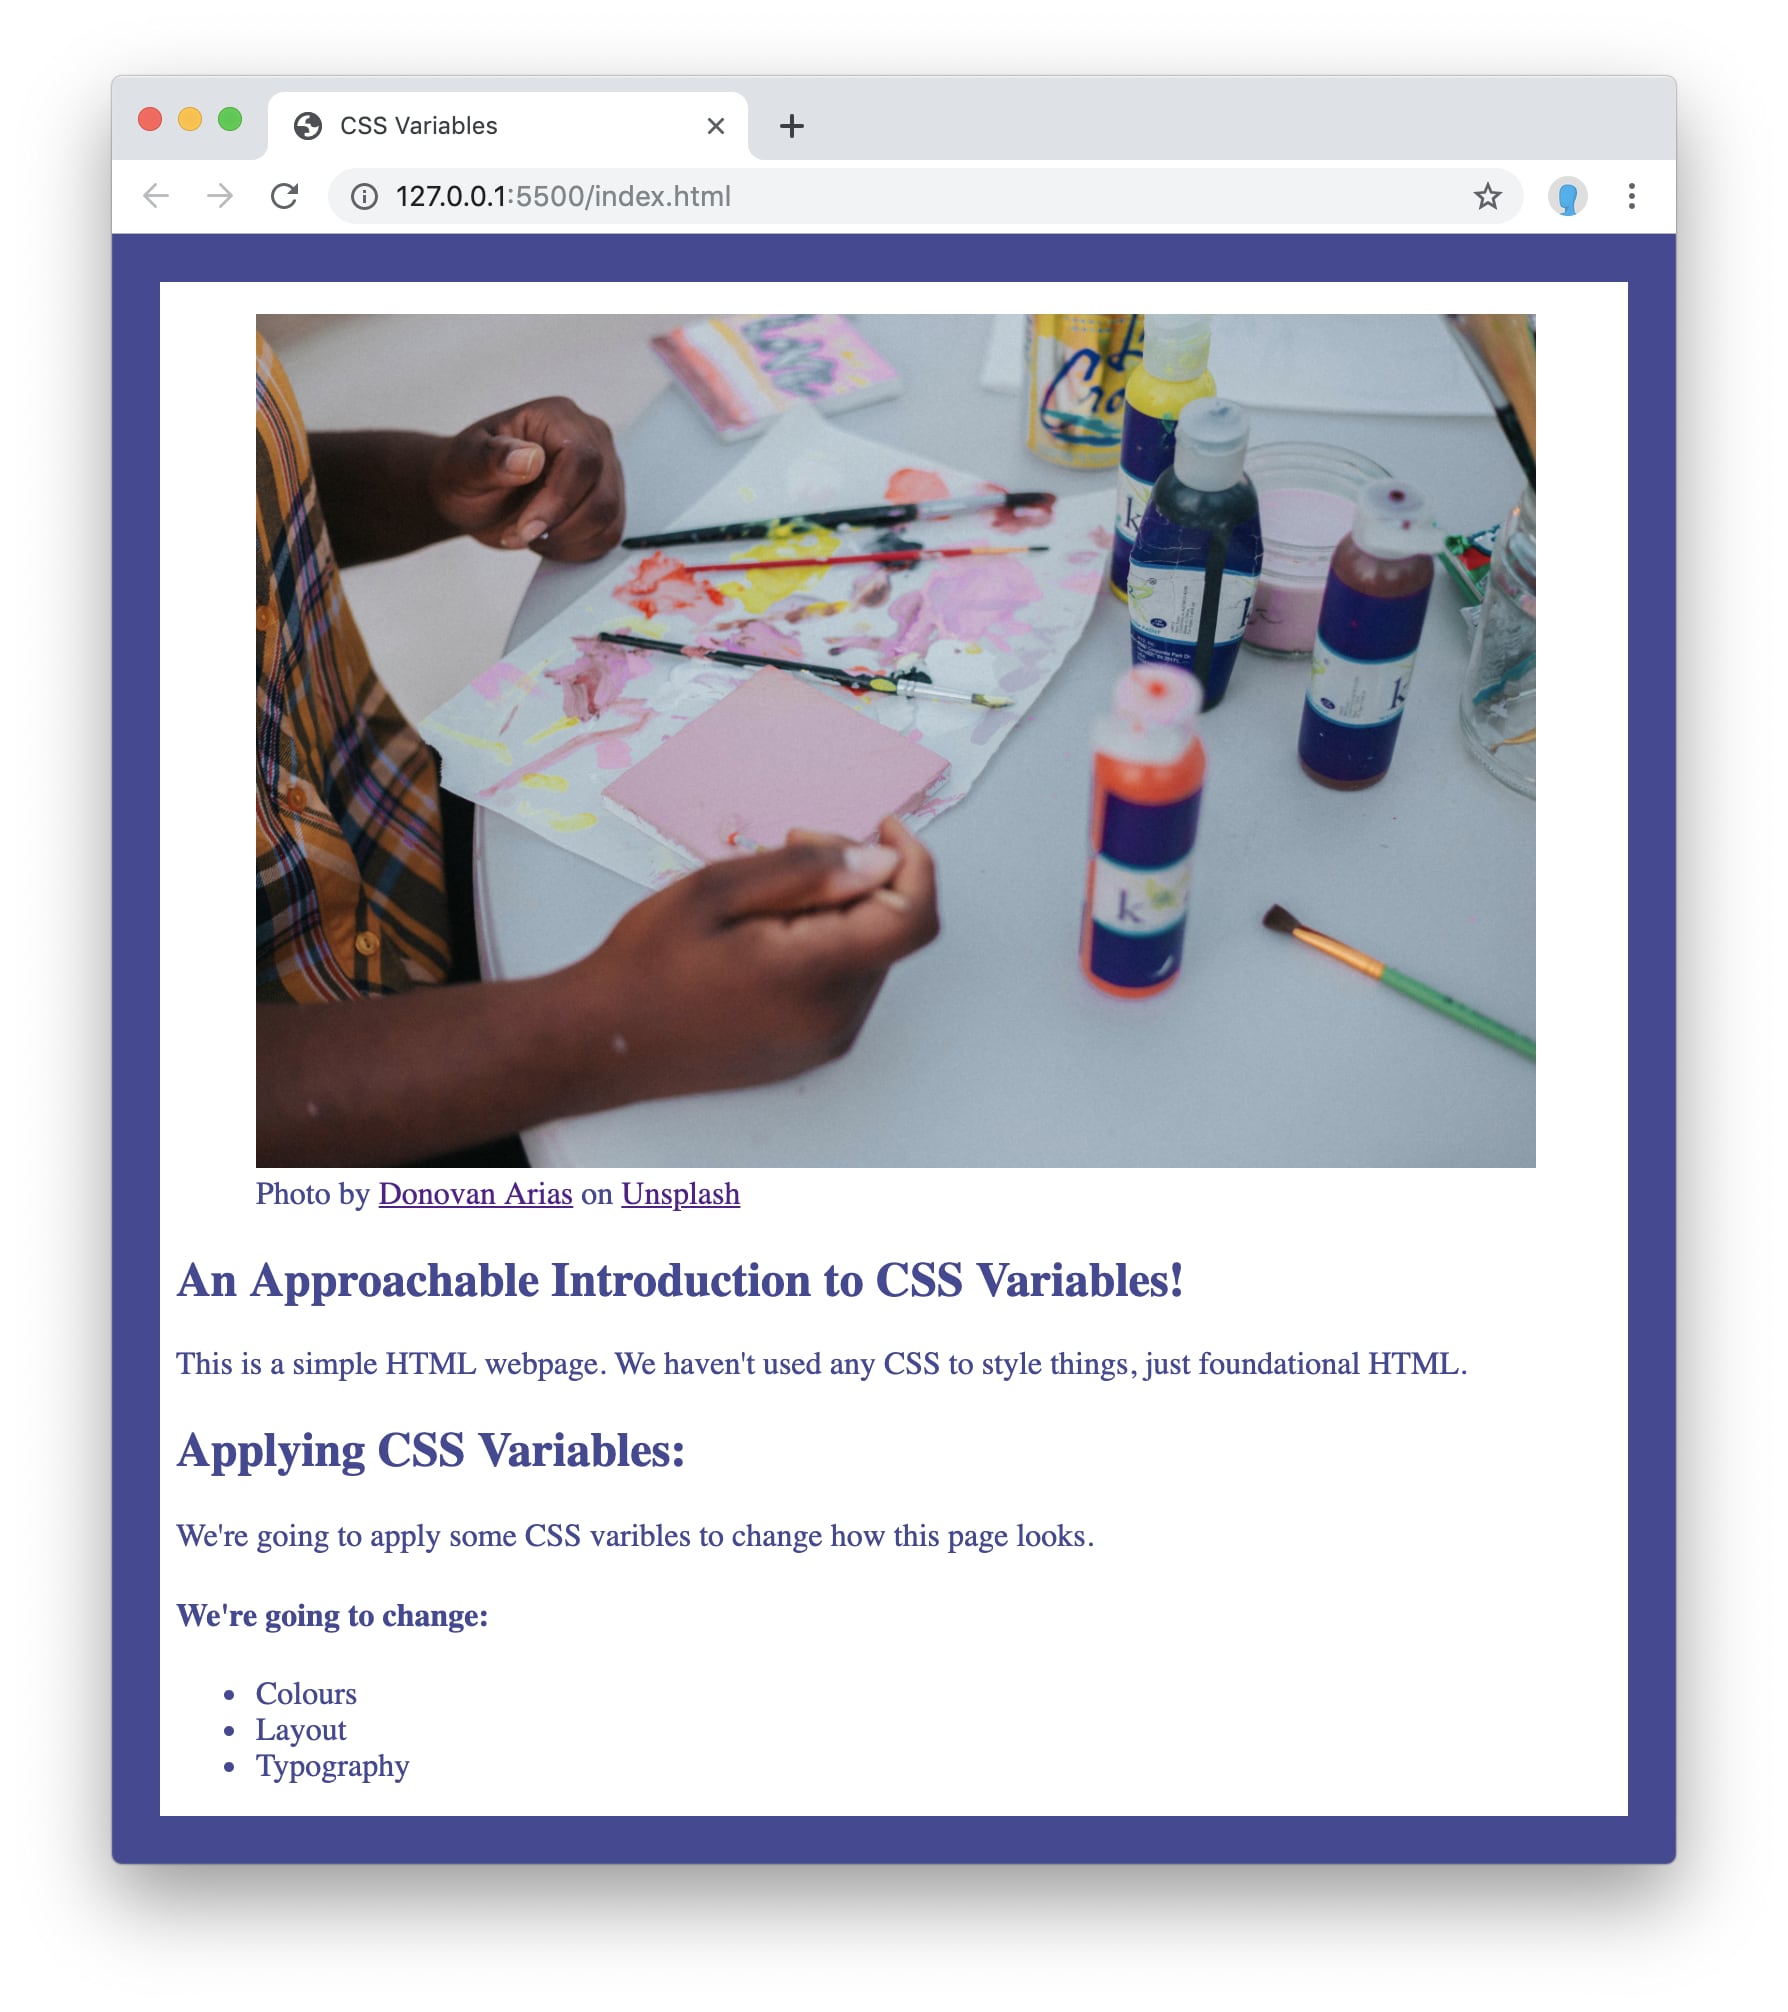 CSS Variables
127.0.0.1:5500/index.html
Photo by Donovan Arias on Unsplash
An Approachable Introduction to CSS Variables!
This is a simple HTML webpage. We haven't used any CSS to style things, just foundational HTML.
Applying CSS Variables:
We're going to apply some CSS varibles to change how this page looks.
We're going to change:
Colours
Layout
Typography